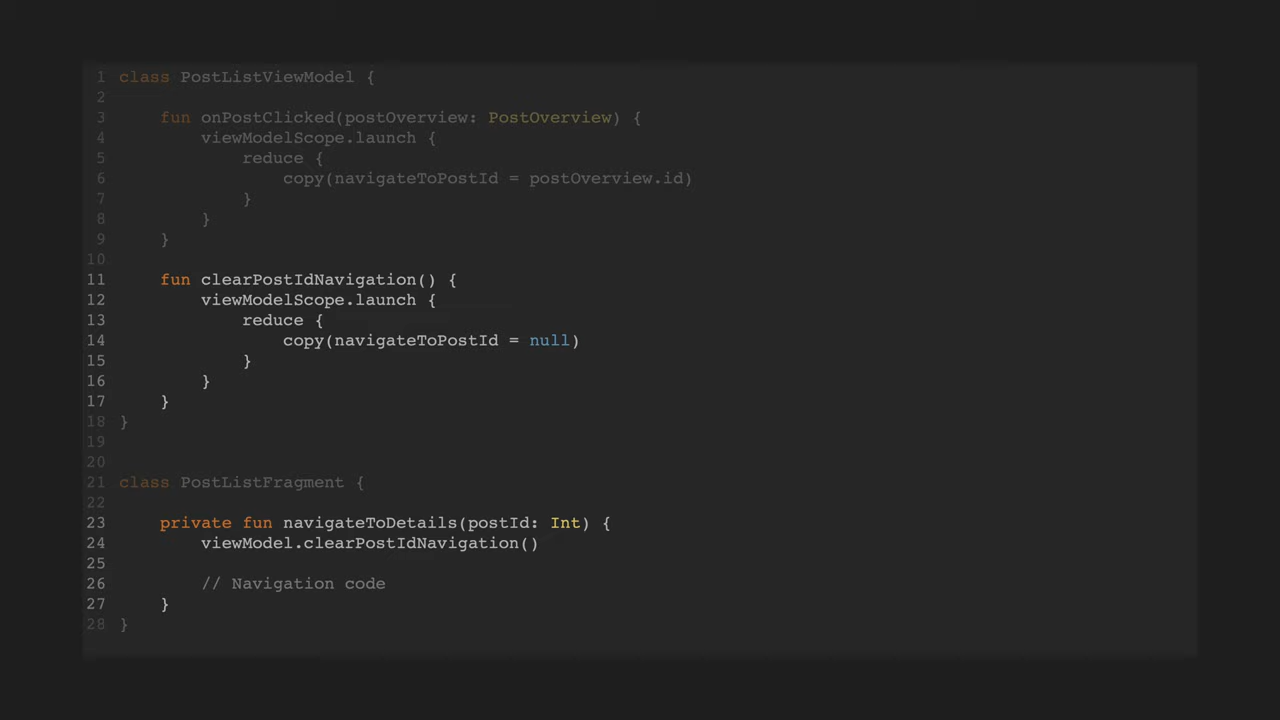 1 class PostListViewModel {
2
3     fun onPostClicked(postOverview: PostOverview) {
4         viewModelScope.launch {
5             reduce {
6                 copy(navigateToPostId = postOverview.id)
7             }
8         }
9     }
10
11     fun clearPostIdNavigation() {
12         viewModelScope.launch {
13             reduce {
14                 copy(navigateToPostId = null)
15             }
16         }
17     }
18 }
19
20
21 class PostListFragment {
22
23     private fun navigateToDetails(postId: Int) {
24         viewModel.clearPostIdNavigation()
25
26         // Navigation code
27     }
28 }